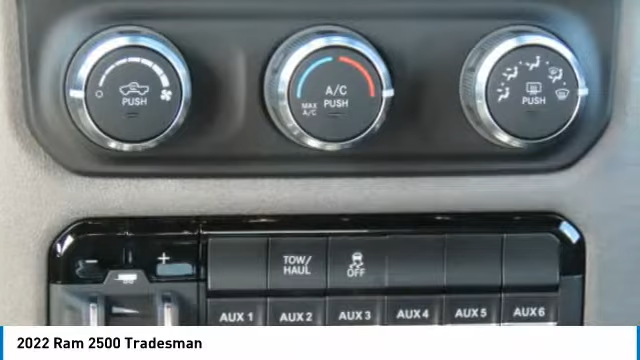 PUSH
A/C
MAX A/C
PUSH
PUSH
- +
TOW/
HAUL
OFF
AUX 1 AUX 2 AUX 3 AUX 4 AUX 5 AUX 6
2022 Ram 2500 Tradesman